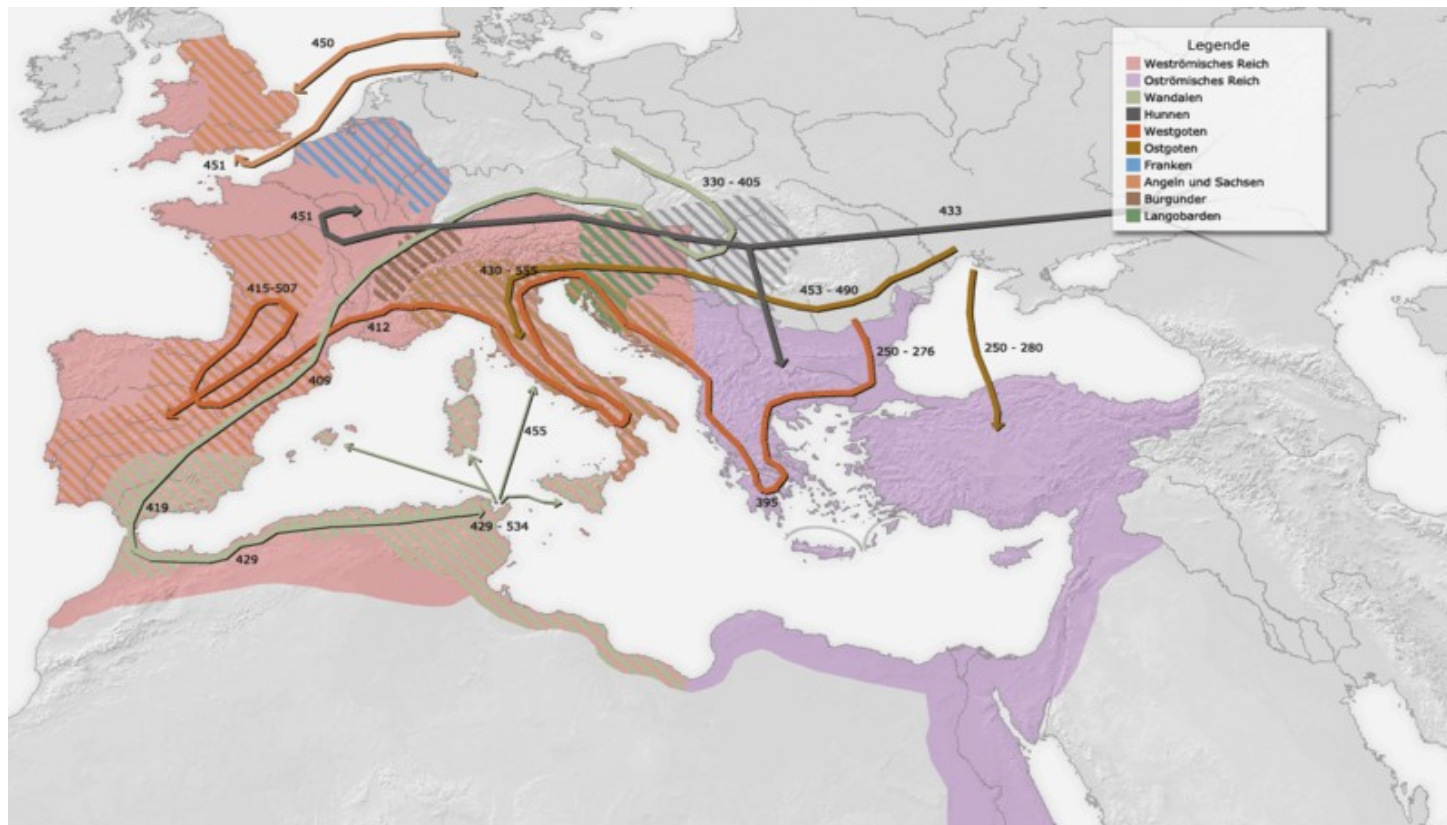 450
Legende
Weströmisches Reich
Oströmisches Reich
Wandalen
Hunnen
Westgoten
Ostgoten
Franken
Angeln und Sachsen
Burgunder
Langobarden
451
330 - 405
451
433
430 - 555
415-507
453 - 490
412
250 - 276
250 - 280
409
455
395
419
429 - 534
429